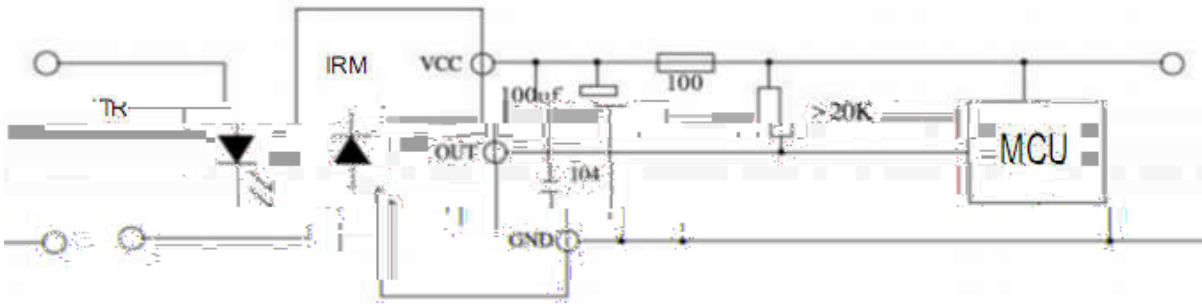 IRM
VCC
100
100uf
TR
>20K
MCU
OUT
104
GND